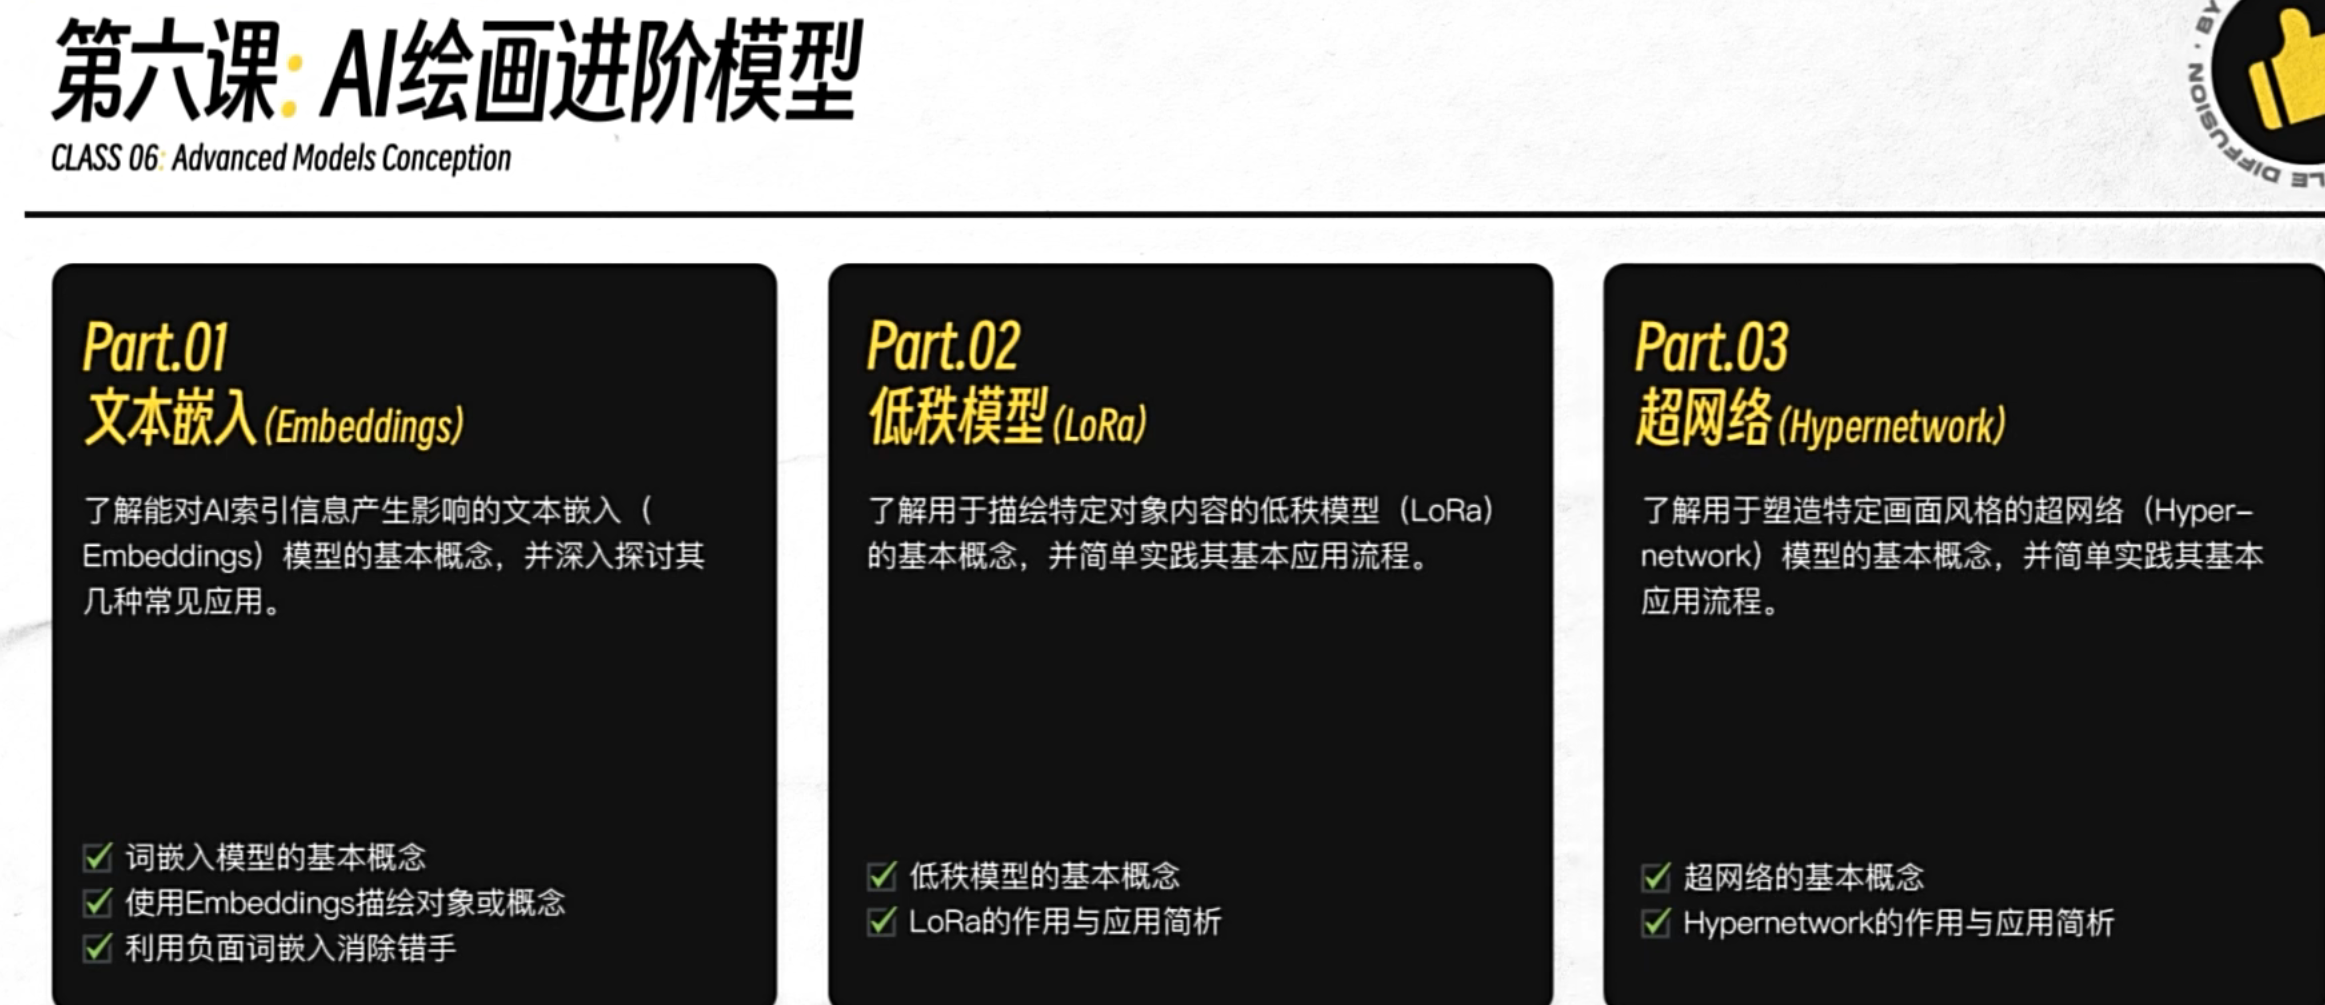 第六课: AI绘画进阶模型
CLASS 06: Advanced Models Conception
LE DIFFUSION · BY
Part.01
文本嵌入 (Embeddings)
了解能对AI索引信息产生影响的文本嵌入（
Embeddings）模型的基本概念，并深入探讨其
几种常见应用。
词嵌入模型的基本概念
使用Embeddings描绘对象或概念
利用负面词嵌入消除错手
Part.02
低秩模型 (LoRa)
了解用于描绘特定对象内容的低秩模型（LoRa）
的基本概念，并简单实践其基本应用流程。
低秩模型的基本概念
LoRa的作用与应用简析
Part.03
超网络 (Hypernetwork)
了解用于塑造特定画面风格的超网络（Hyper-
network）模型的基本概念，并简单实践其基本
应用流程。
超网络的基本概念
Hypernetwork的作用与应用简析